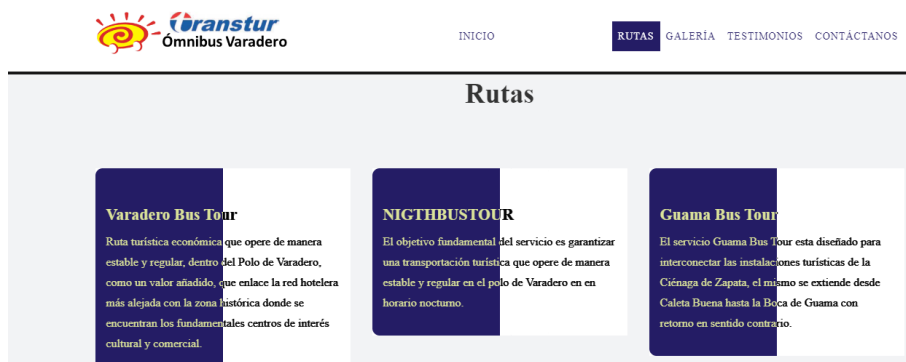 Transtur
Ómnibus Varadero
INICIO
RUTAS GALERÍA TESTIMONIOS CONTÁCTANOS
Rutas
Varadero Bus Tour
Ruta turística económica que opere de manera
estable y regular, dentro del Polo de Varadero,
como un valor añadido, que enlace la red hotelera
más alejada con la zona histórica donde se
encuentran los fundamentales centros de interés
cultural y comercial.
NIGTHBUSTOUR
El objetivo fundamental del servicio es garantizar
una transportación turística que opere de manera
estable y regular en el polo de Varadero en en
horario nocturno.
Guama Bus Tour
El servicio Guama Bus Tour esta diseñado para
interconectar las instalaciones turísticas de la
Ciénaga de Zapata, el mismo se extiende desde
Caleta Buena hasta la Boca de Guama con
retorno en sentido contrario.